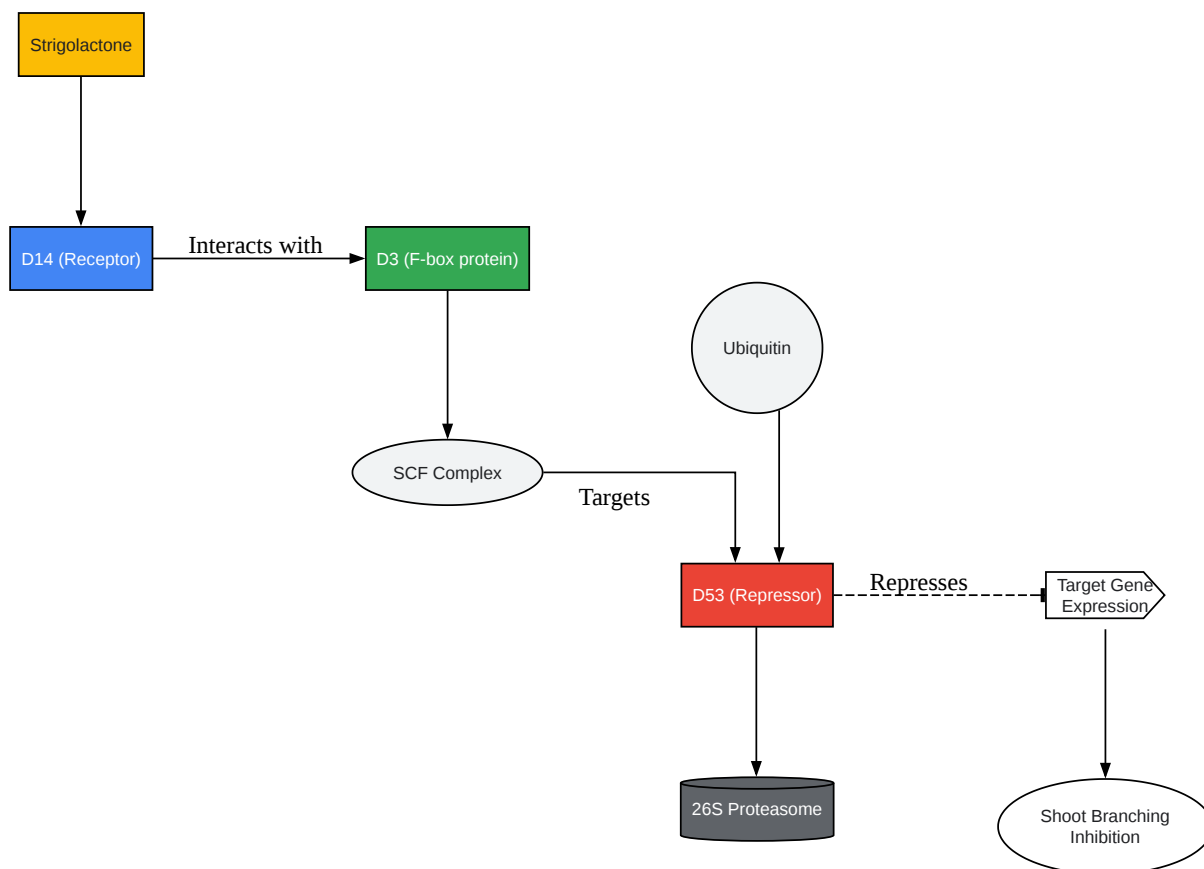 Strigolactone
D14 (Receptor)
Interacts with
D3 (F-box protein)
Ubiquitin
SCF Complex
Targets
D53 (Repressor)
Represses
Target Gene
Expression
26S Proteasome
Shoot Branching
Inhibition